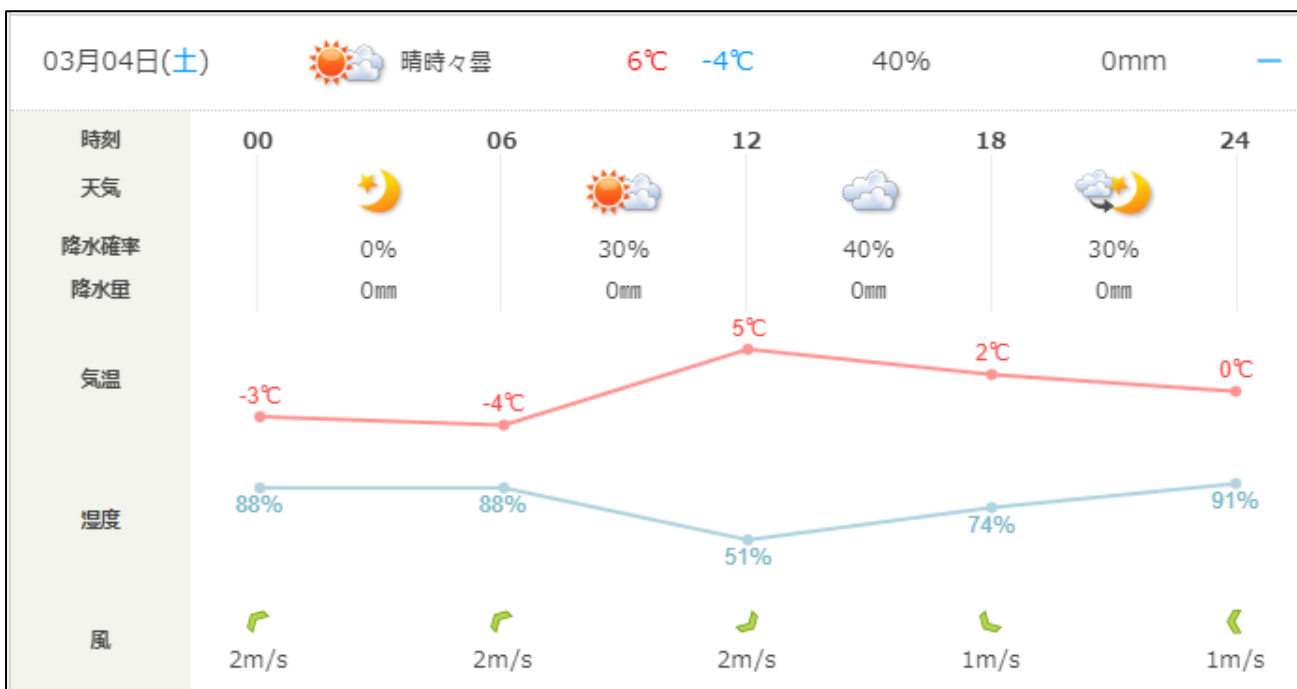 03月04日(土) 晴時々曇 6℃ -4℃ 40% 0mm ー
時刻 00 06 12 18 24
天気
降水確率 0% 30% 40% 30%
降水量 0㎜ 0㎜ 0㎜ 0㎜
気温 -3℃ -4℃ 5℃ 2℃ 0℃
湿度 88% 88% 51% 74% 91%
風 2m/s 2m/s 2m/s 1m/s 1m/s